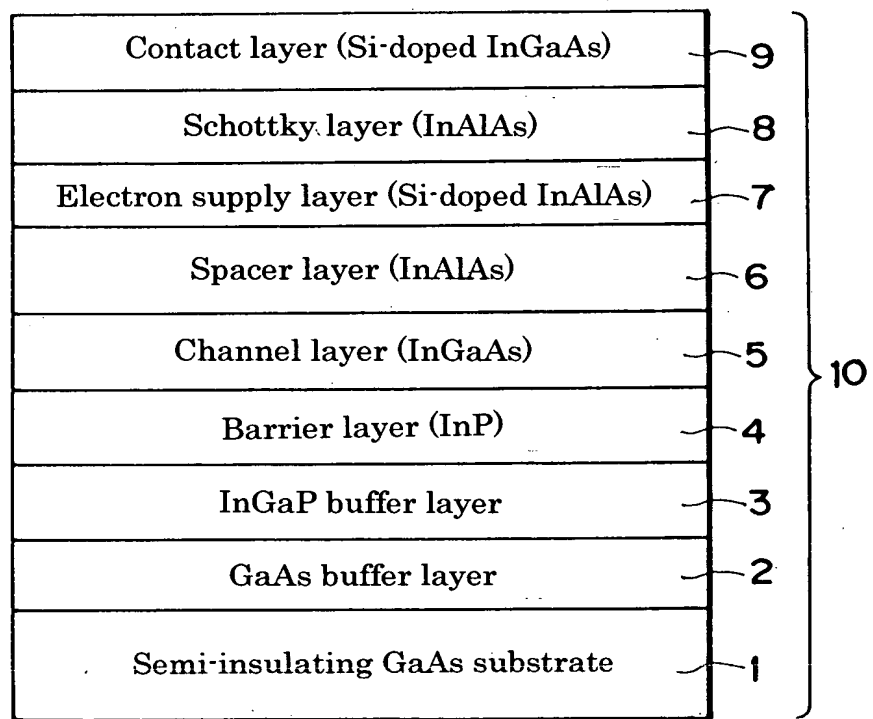 Contact layer (Si-doped InGaAs) 9
Schottky layer (InAlAs) 8
Electron supply layer (Si-doped InAlAs) 7
Spacer layer (InAlAs) 6
Channel layer (InGaAs) 5
10
Barrier layer (InP) 4
InGaP buffer layer 3
GaAs buffer layer 2
Semi-insulating GaAs substrate 1